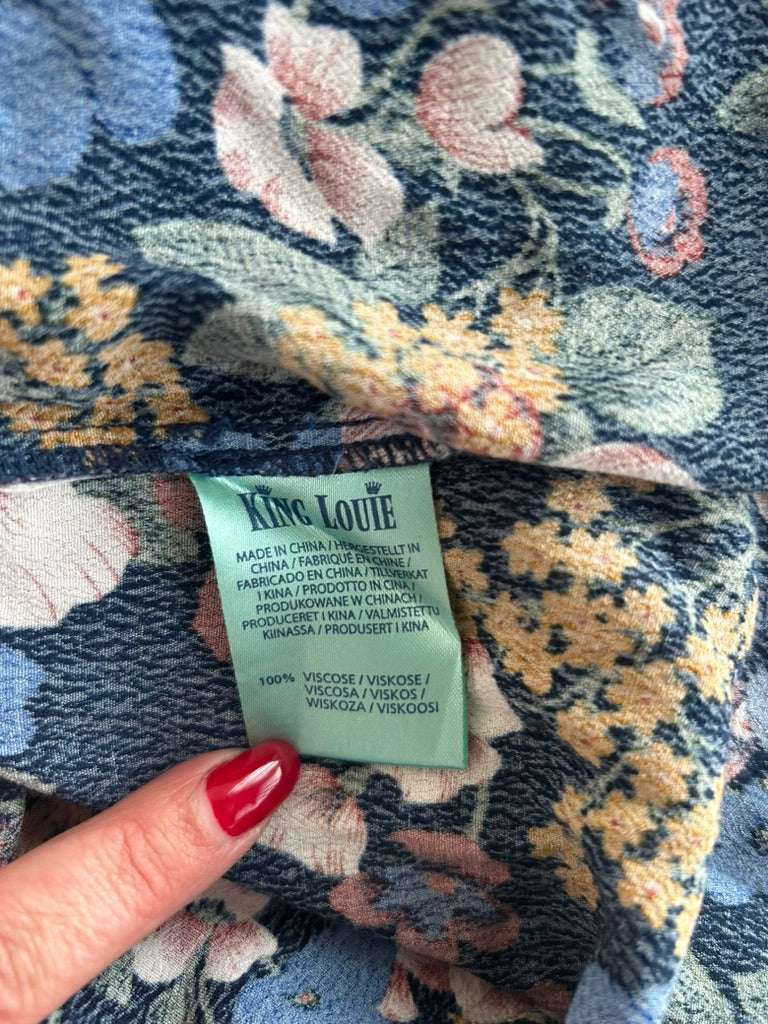 KING LOUIE
MADE IN CHINA / HERGESTELLT IN
CHINA / FABRIQUÉ EN CHINE /
FABRICADO EN CHINA / TILLVERKAT
I KINA / PRODOTTO IN CINA /
PRODUKOWANE W CHINACH /
PRODUCERET I KINA / VALMISTETTU
KIINASSA / PRODUSERT I KINA
100% VISCOSE / VISKOSE /
VISCOSA / VISKOS /
WISKOZA / VISKOOSI